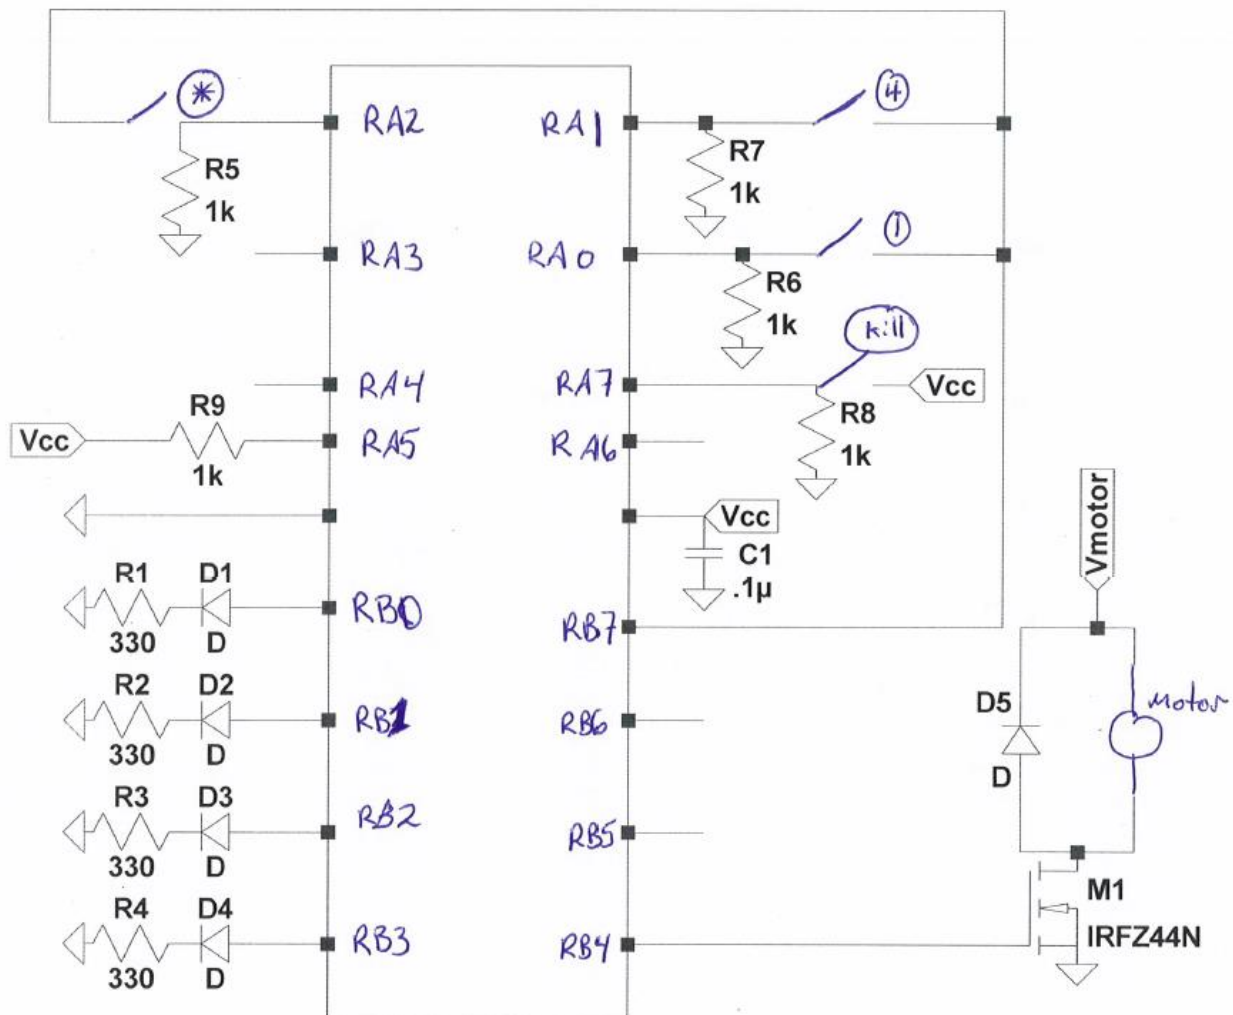 *
RA2
RA1
4
R5
1k
R7
1k
RA3
RA0
1
R6
1k
kill
RA4
RA7
Vcc
R8
1k
R9
1k
Vcc
RA5
RA6
Vcc
C1
.1µ
Vmotor
R1
330
D1
D
RB0
RB7
R2
330
D2
D
RB1
RB6
D5
D
Motor
R3
330
D3
D
RB2
RB5
R4
330
D4
D
RB3
RB4
M1
IRFZ44N